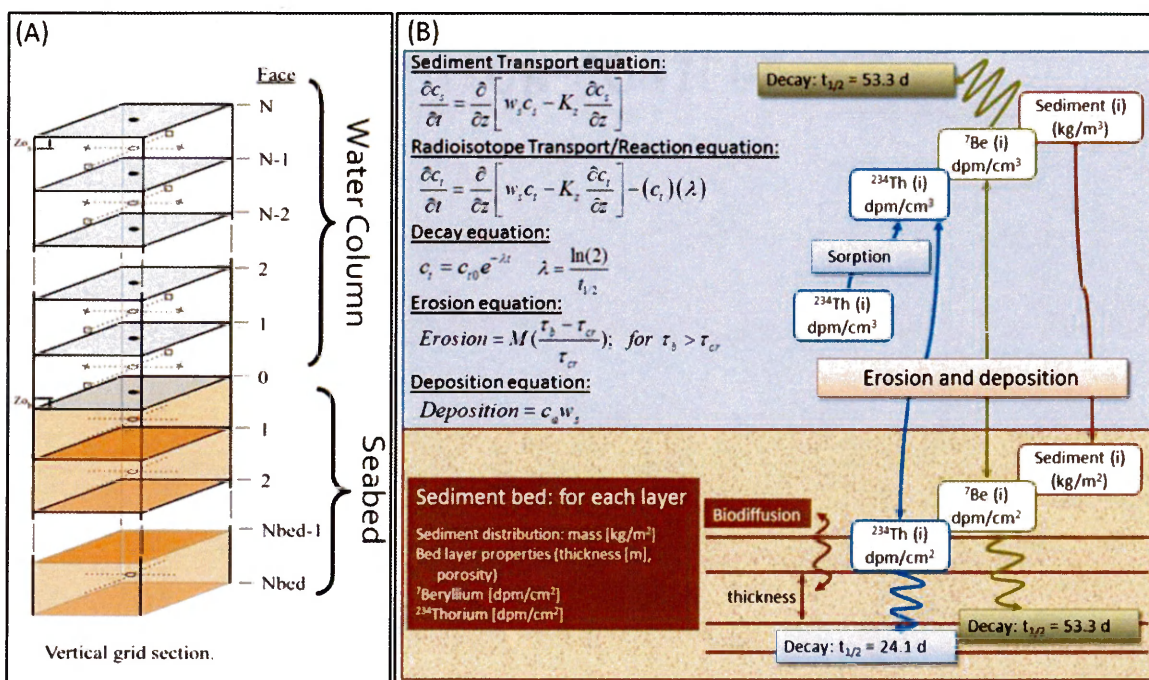 (A)
Face
N
Zo_s
N-1
N-2
2
1
0
Zo_b
1
2
Nbed-1
Nbed
Water Column
Seabed
Vertical grid section.
(B)
Sediment Transport equation:
∂c_s/∂t = ∂/∂z [w_s c_s − K_z ∂c_s/∂z]
Radioisotope Transport/Reaction equation:
∂c_t/∂t = ∂/∂z [w_s c_t − K_z ∂c_t/∂z] − (c_t)(λ)
Decay equation:
c_t = c_t0 e^−λt λ = ln(2)/t_1/2
Erosion equation:
Erosion = M((τ_b − τ_cr)/τ_cr); for τ_b > τ_cr
Deposition equation:
Deposition = c_a w_s
Decay: t1/2 = 53.3 d
Sediment (i)
(kg/m³)
⁷Be (i)
dpm/cm³
²³⁴Th (i)
dpm/cm³
Sorption
²³⁴Th (i)
dpm/cm³
Erosion and deposition
Sediment (i)
(kg/m²)
⁷Be (i)
dpm/cm²
²³⁴Th (i)
dpm/cm²
Sediment bed: for each layer
Sediment distribution: mass [kg/m²]
Bed layer properties (thickness [m],
porosity)
⁷Beryllium [dpm/cm²]
²³⁴Thorium [dpm/cm²]
Biodiffusion
thickness
Decay: t1/2 = 53.3 d
Decay: t1/2 = 24.1 d